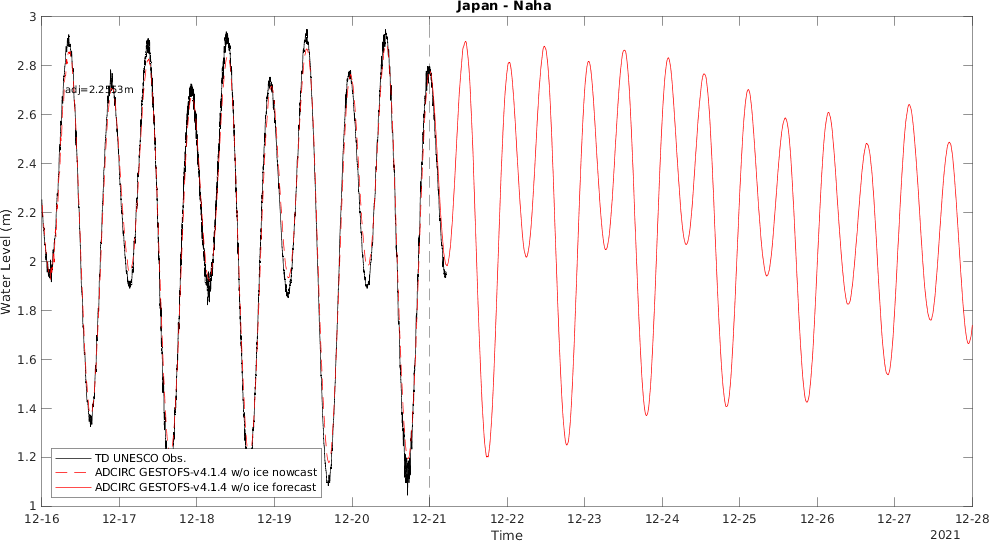 Japan - Naha
3
2.8
2.6
2.4
2.2
2
1.8
1.6
1.4
1.2
1
Water Level (m)
adj=2.2553m
TD UNESCO Obs.
ADCIRC GESTOFS-v4.1.4 w/o ice nowcast
ADCIRC GESTOFS-v4.1.4 w/o ice forecast
12-16 12-17 12-18 12-19 12-20 12-21 12-22 12-23 12-24 12-25 12-26 12-27 12-28
Time
2021